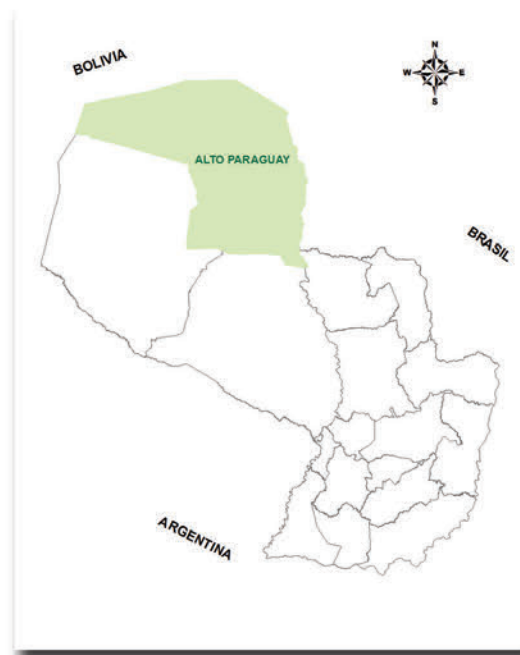 BOLIVIA
N
W E
S
ALTO PARAGUAY
BRASIL
ARGENTINA